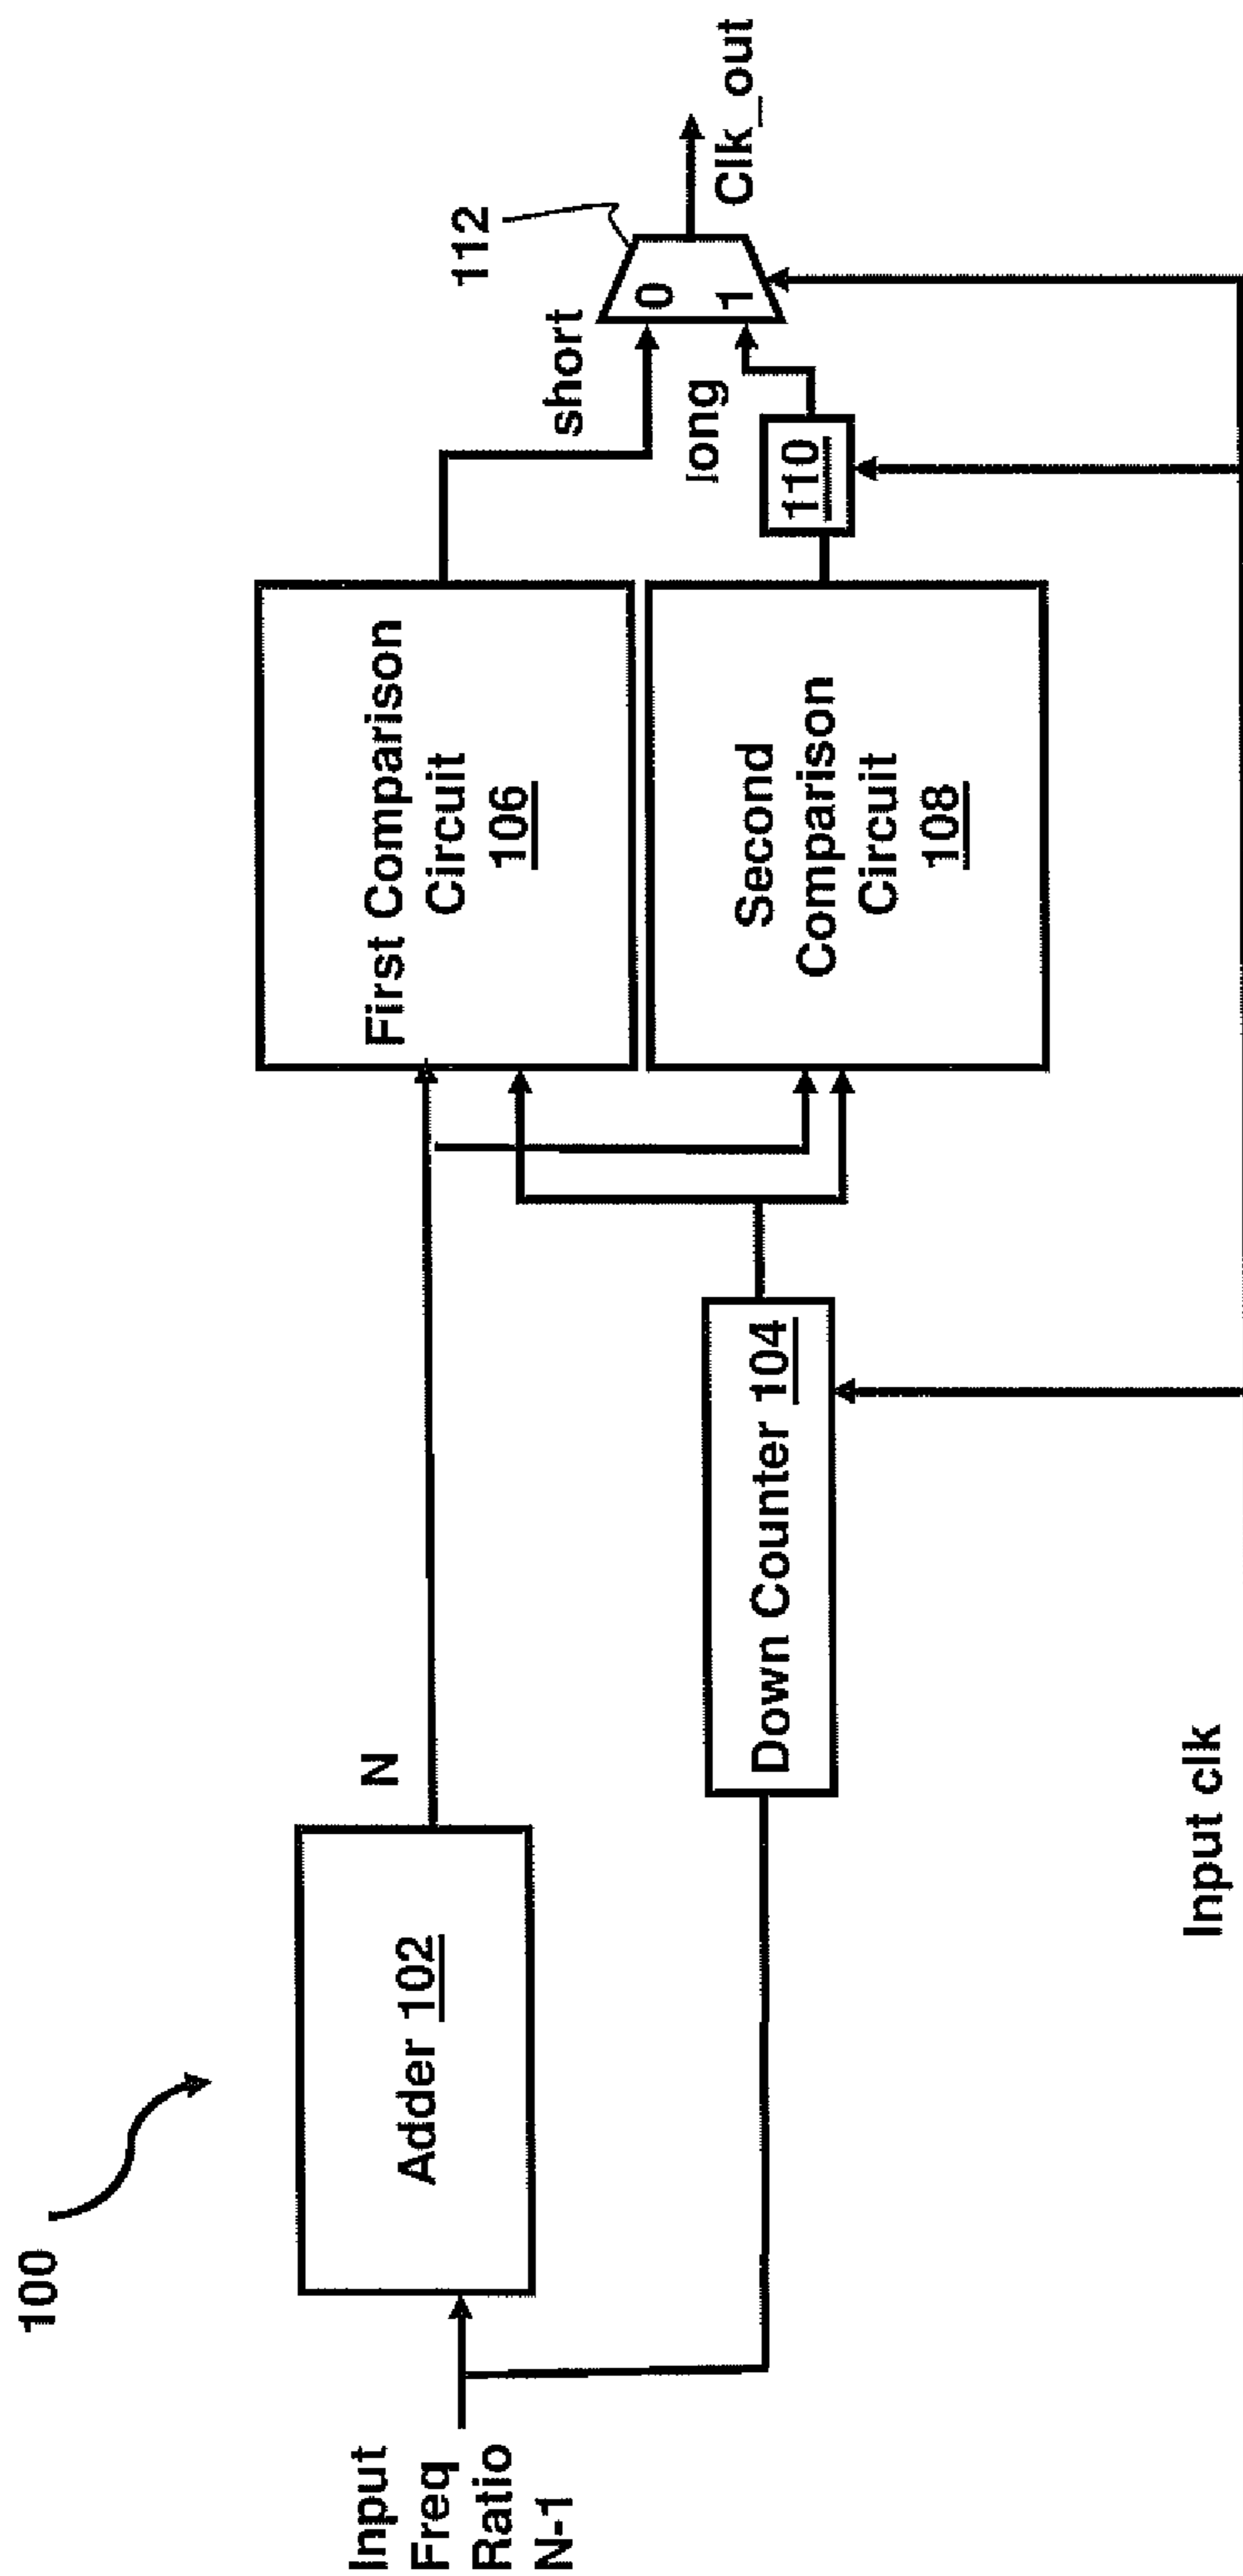 100
Input
Freq
Ratio
N-1
Adder 102
N
Down Counter 104
Input clk
First Comparison
Circuit
106
Second
Comparison
Circuit
108
short
long
110
0
1
112
Clk_out